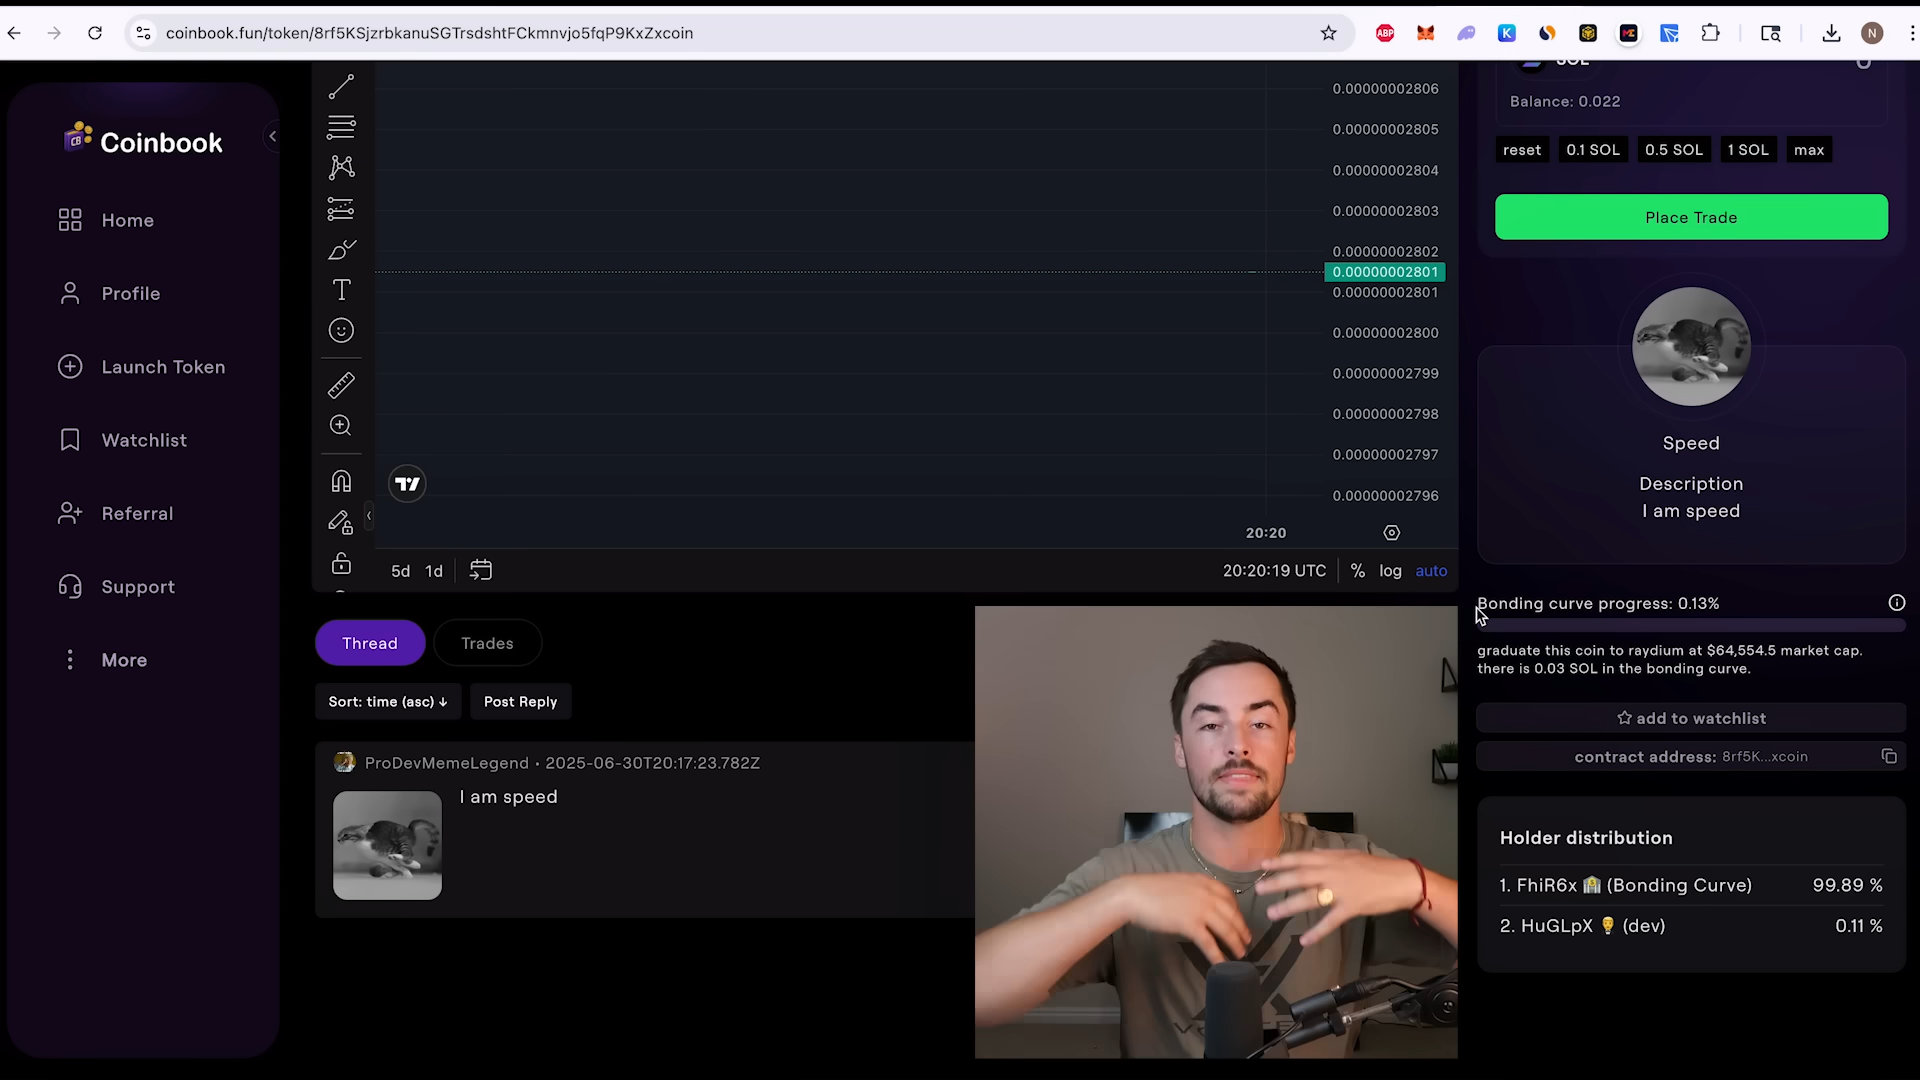 coinbook.fun/token/8rf5KSjzrbkanuSGTrsdshtFCkmnvjo5fqP9KxZxcoin
ABP
N
CB
Coinbook
Home
Profile
Launch Token
Watchlist
Referral
Support
More
0.00000002806
0.00000002805
0.00000002804
0.00000002803
0.00000002802
0.00000002801
0.00000002801
0.00000002800
0.00000002799
0.00000002798
0.00000002797
0.00000002796
20:20
5d 1d
20:20:19 UTC % log auto
Thread Trades
Sort: time (asc) ↓ Post Reply
ProDevMemeLegend • 2025-06-30T20:17:23.782Z
I am speed
SOL
Balance: 0.022
reset 0.1 SOL 0.5 SOL 1 SOL max
Place Trade
Speed
Description
I am speed
Bonding curve progress: 0.13%
graduate this coin to raydium at $64,554.5 market cap.
there is 0.03 SOL in the bonding curve.
add to watchlist
contract address: 8rf5K...xcoin
Holder distribution
1. FhiR6x 🏦 (Bonding Curve) 99.89 %
2. HuGLpX (dev) 0.11 %